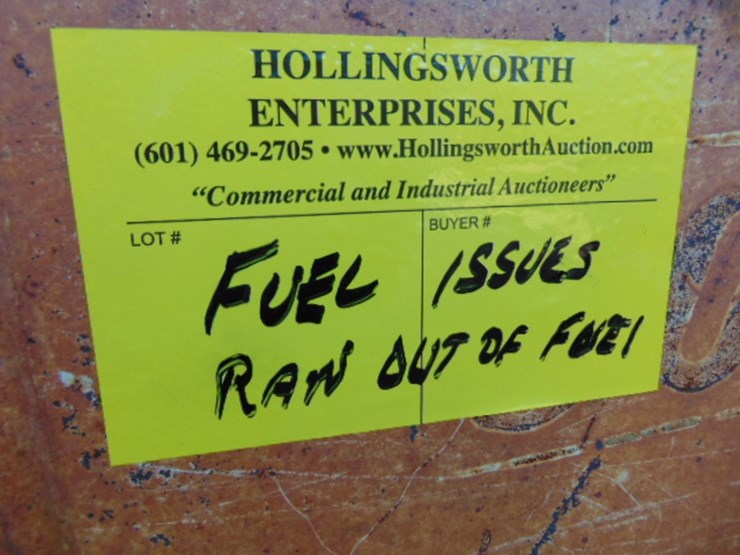 HOLLINGSWORTH
ENTERPRISES, INC.
(601) 469-2705 • www.HollingsworthAuction.com
“Commercial and Industrial Auctioneers”
LOT # BUYER #
FUEL ISSUES
RAN OUT OF FUEl